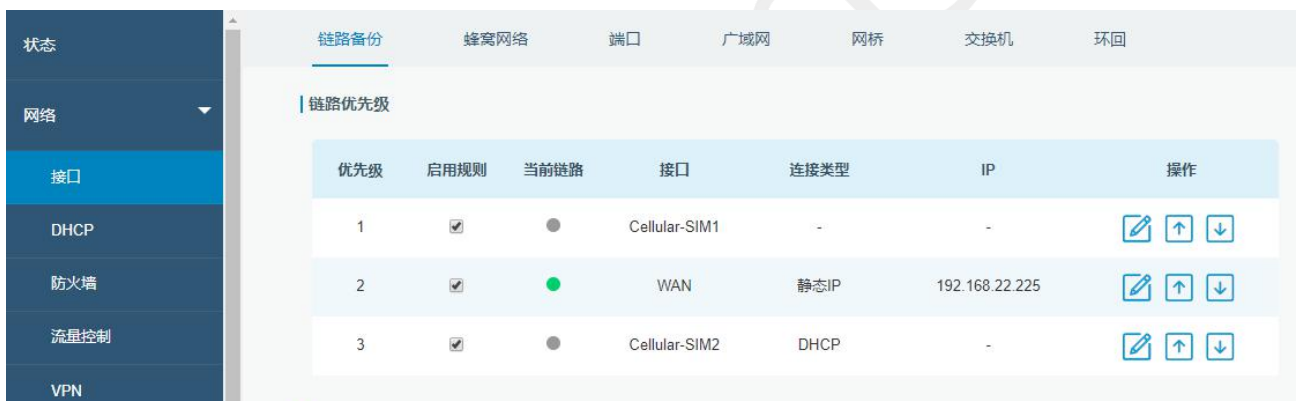 状态
网络
接口
DHCP
防火墙
流量控制
VPN
链路备份 蜂窝网络 端口 广域网 网桥 交换机 环回
链路优先级
优先级 启用规则 当前链路 接口 连接类型 IP 操作
1 Cellular-SIM1 - -
2 WAN 静态IP 192.168.22.225
3 Cellular-SIM2 DHCP -